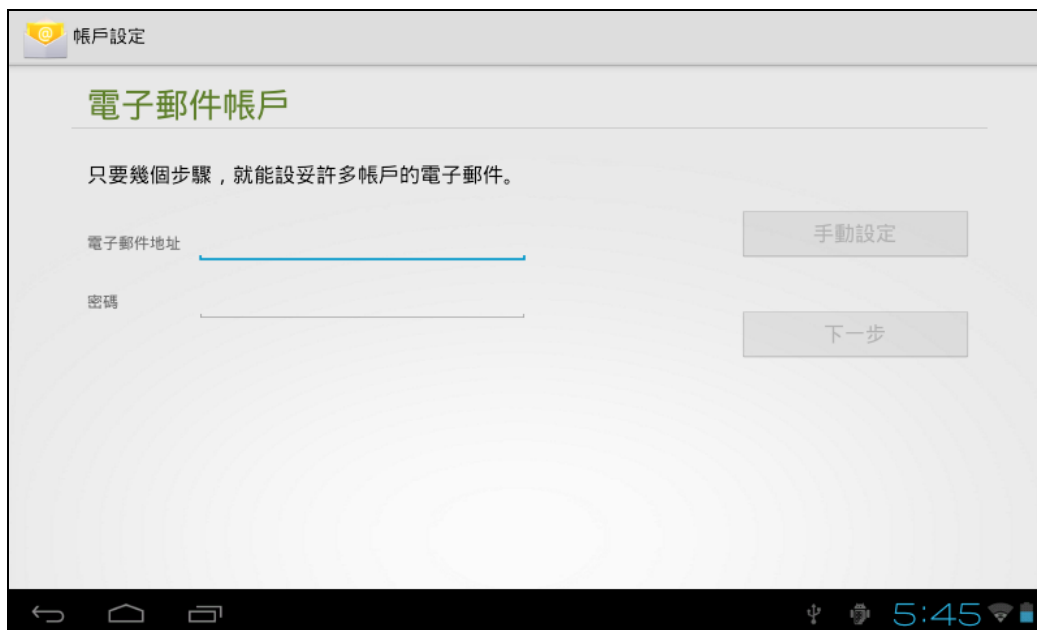 帳戶設定
電子郵件帳戶
只要幾個步驟，就能設妥許多帳戶的電子郵件。
電子郵件地址
手動設定
密碼
下一步
5:45